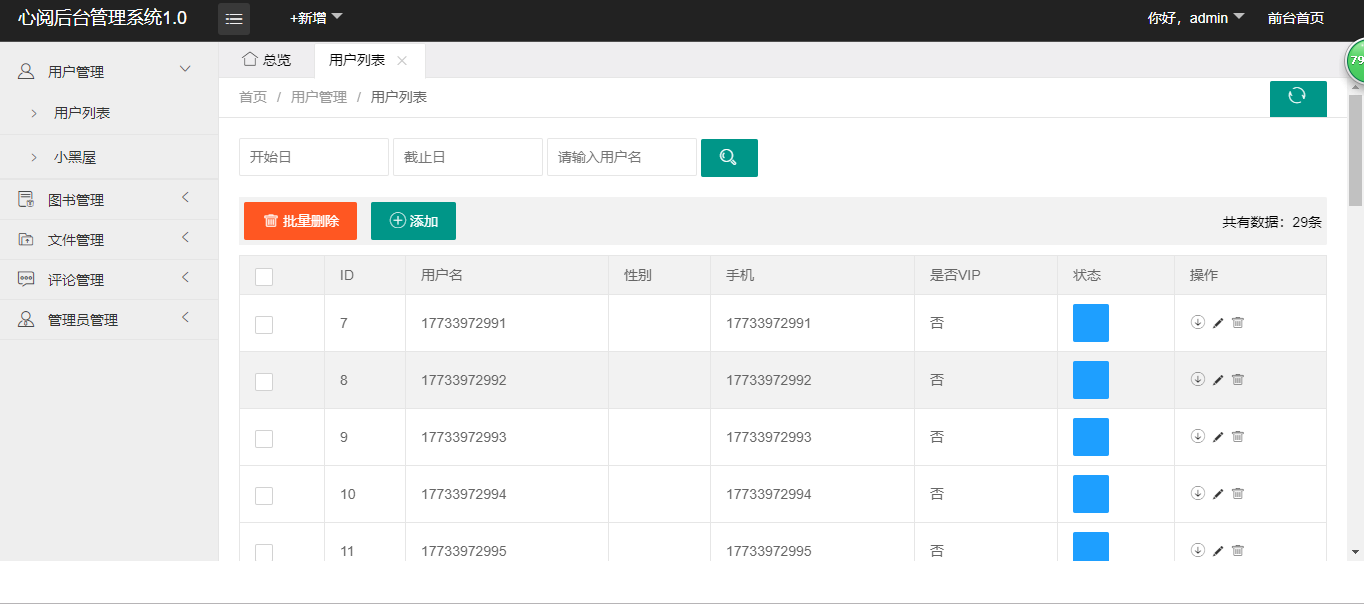 心阅后台管理系统1.0 +新增 你好，admin 前台首页
用户管理
用户列表
小黑屋
图书管理
文件管理
评论管理
管理员管理
总览 用户列表
79
首页 / 用户管理 / 用户列表
开始日 截止日 请输入用户名
批量删除 添加 共有数据：29条
ID 用户名 性别 手机 是否VIP 状态 操作
7 17733972991 17733972991 否
8 17733972992 17733972992 否
9 17733972993 17733972993 否
10 17733972994 17733972994 否
11 17733972995 17733972995 否